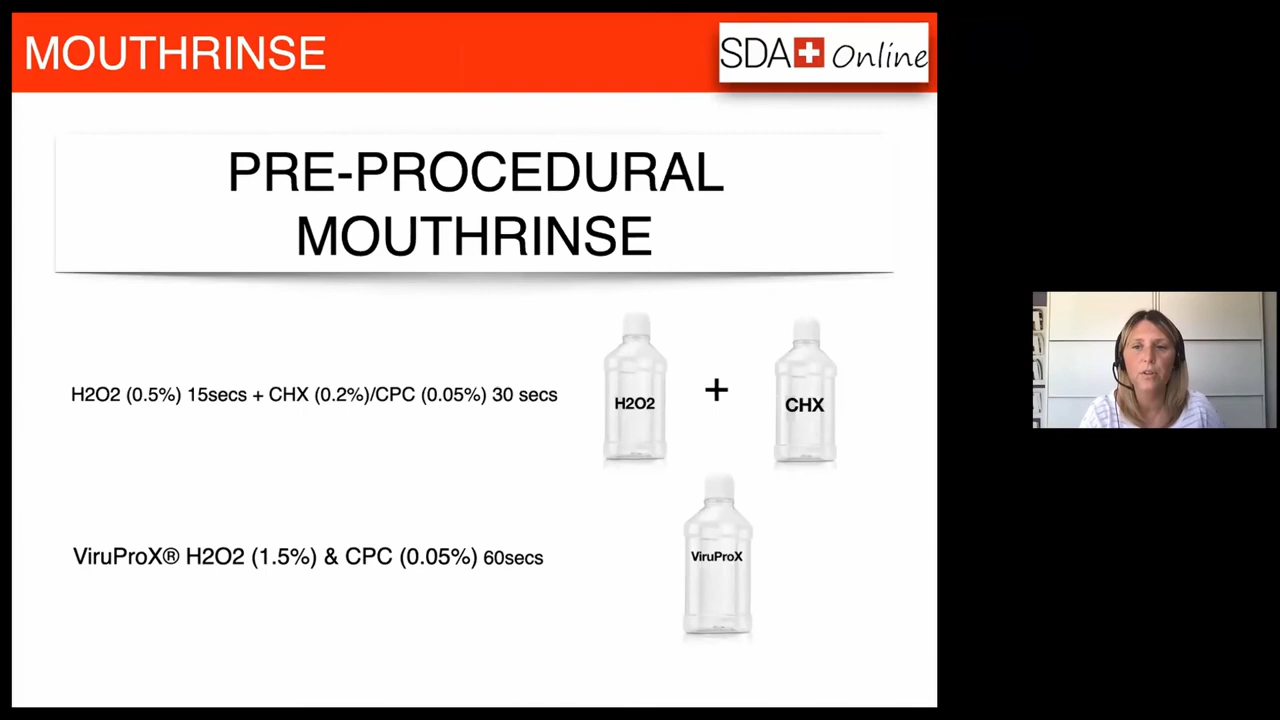 MOUTHRINSE
SDA Online
PRE-PROCEDURAL
MOUTHRINSE
H2O2 (0.5%) 15secs + CHX (0.2%)/CPC (0.05%) 30 secs
H2O2
+
CHX
ViruProX® H2O2 (1.5%) & CPC (0.05%) 60secs
ViruProX